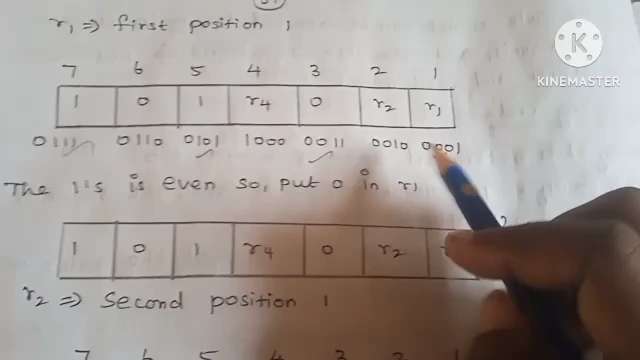 r1 => first position 1
7 6 5 4 3 2 1
1 0 1 r4 0 r2 r1
0111 0110 0101 1000 0011 0010 0001
The 1's is even so, put 0 in r1
1 0 1 r4 0 r2
r2 => Second position 1
7 6 5 4 3 2 1
KINEMASTER